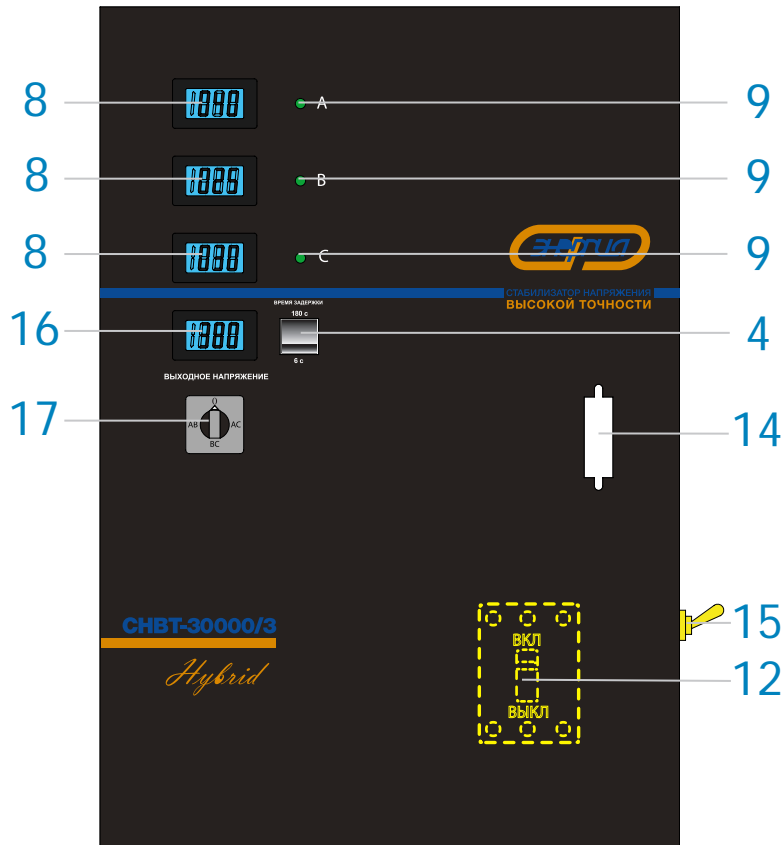 8 A 9
8 B 9
8 C 9
ЭНЕРГИЯ
СТАБИЛИЗАТОР НАПРЯЖЕНИЯ
ВЫСОКОЙ ТОЧНОСТИ
ВРЕМЯ ЗАДЕРЖКИ
180 с
16 4
6 с
ВЫХОДНОЕ НАПРЯЖЕНИЕ
0
17 AB AC 14
BC
СНВТ-30000/3
Hybrid
ВКЛ
15
12
ВЫКЛ